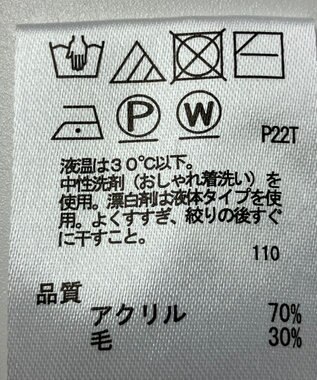 P W
P22T
液温は30℃以下。
中性洗剤（おしゃれ着洗い）を
使用。漂白剤は液体タイプを使
用。よくすすぎ、絞りの後すぐ
に干すこと。
110
品質
アクリル 70%
毛 30%